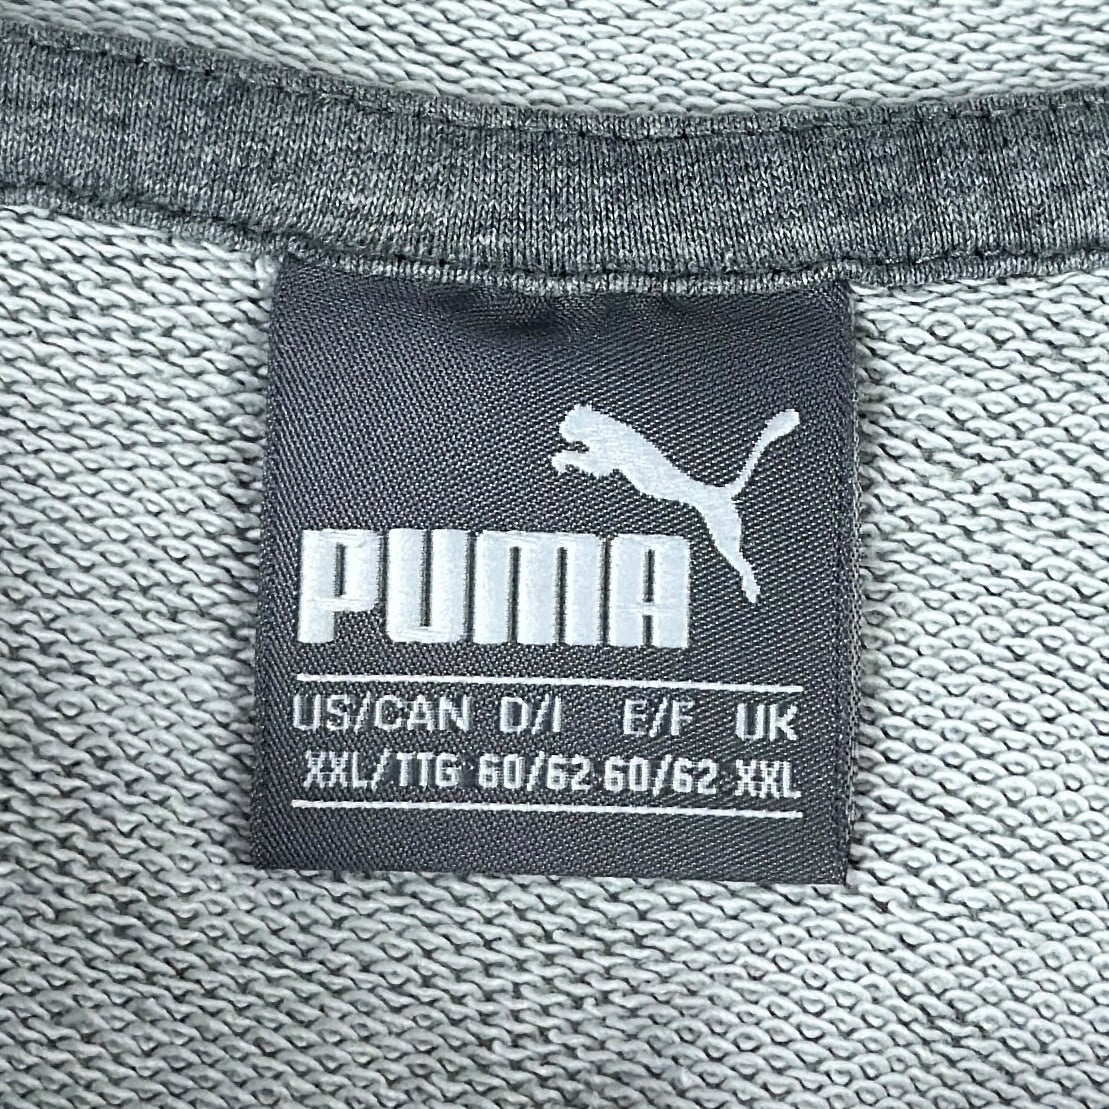 PUMA
US/CAN D/I E/F UK
XXL/TTG 60/62 60/62 XXL